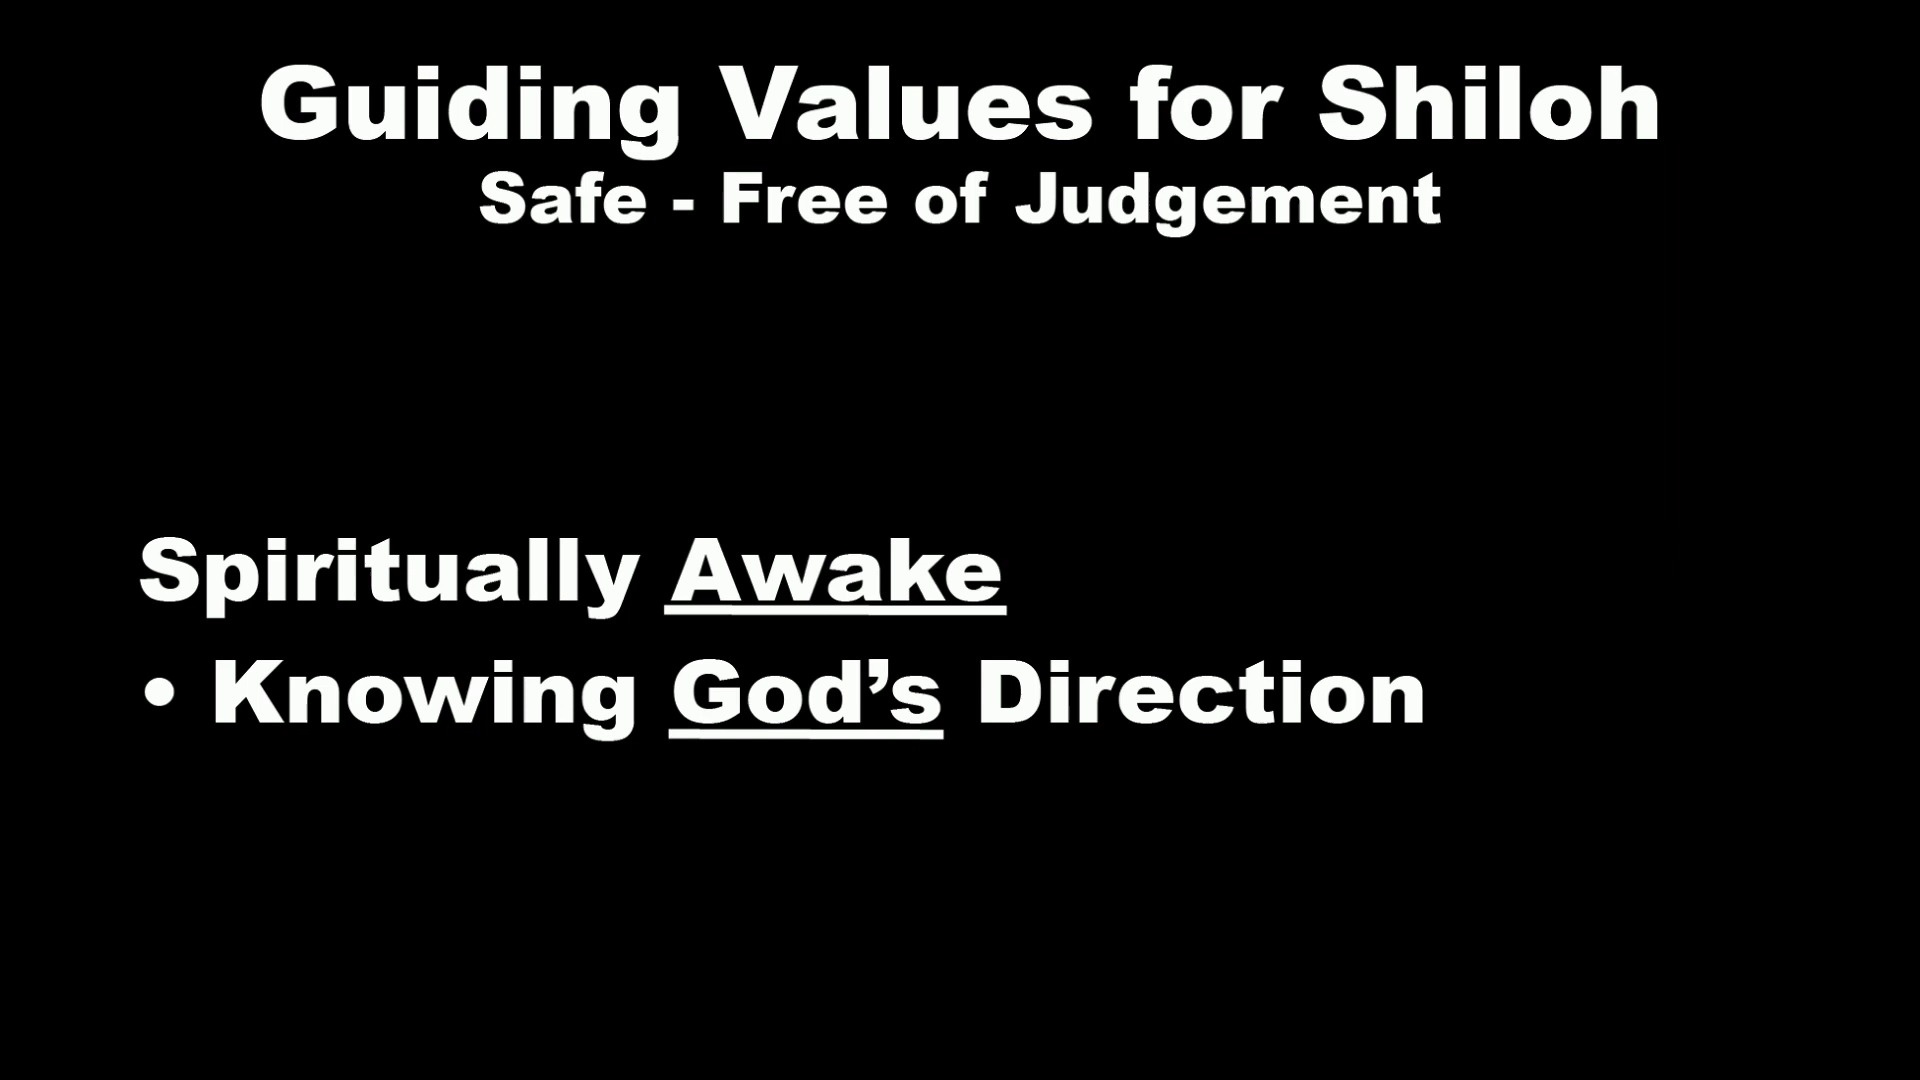 Guiding Values for Shiloh
Safe - Free of Judgement
Spiritually Awake
• Knowing God’s Direction